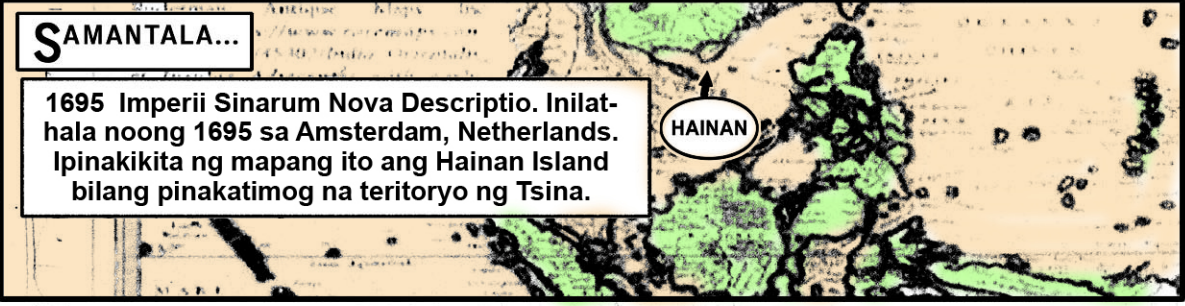 SAMANTALA...
1695 Imperii Sinarum Nova Descriptio. Inilat-
hala noong 1695 sa Amsterdam, Netherlands.
Ipinakikita ng mapang ito ang Hainan Island
bilang pinakatimog na teritoryo ng Tsina.
HAINAN